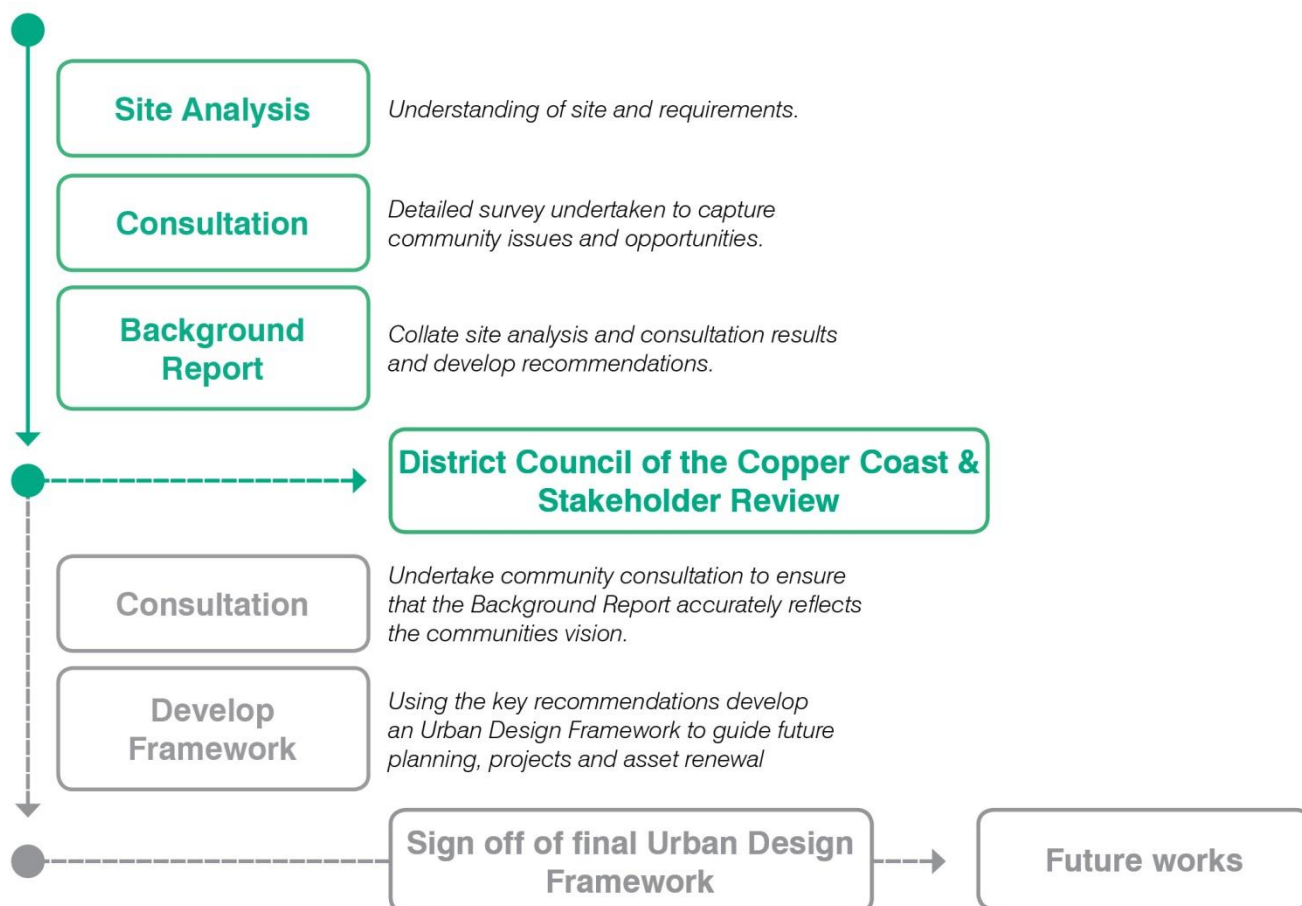 Site Analysis
Understanding of site and requirements.
Consultation
Detailed survey undertaken to capture
community issues and opportunities.
Background
Report
Collate site analysis and consultation results
and develop recommendations.
District Council of the Copper Coast &
Stakeholder Review
Consultation
Undertake community consultation to ensure
that the Background Report accurately reflects
the communities vision.
Develop
Framework
Using the key recommendations develop
an Urban Design Framework to guide future
planning, projects and asset renewal
Sign off of final Urban Design
Framework
Future works